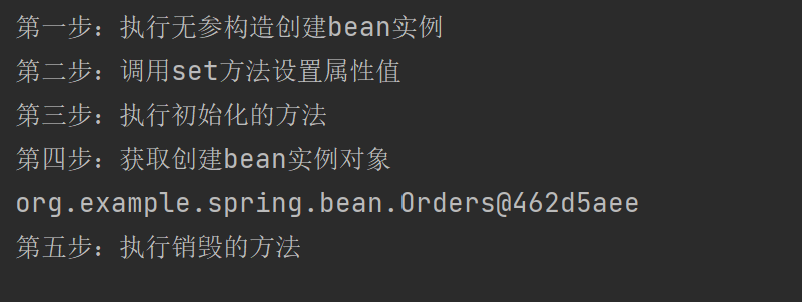 第一步：执行无参构造创建bean实例
第二步：调用set方法设置属性值
第三步：执行初始化的方法
第四步：获取创建bean实例对象
org.example.spring.bean.Orders@462d5aee
第五步：执行销毁的方法